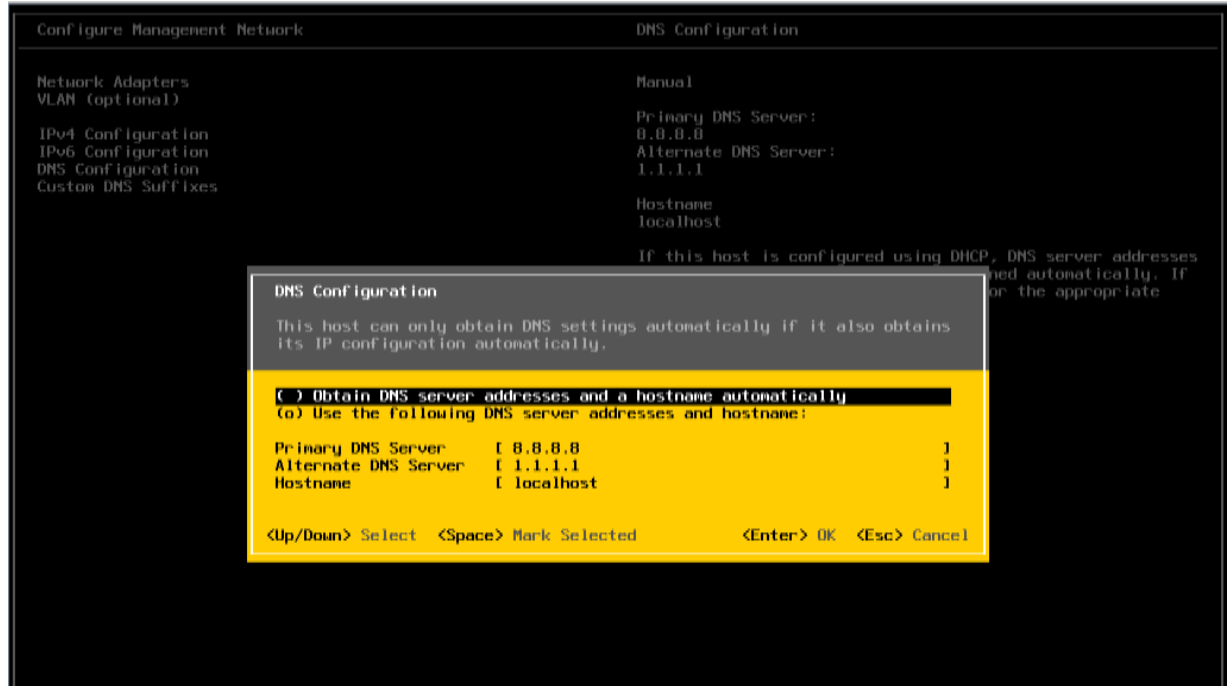 Configure Management Network
DNS Configuration
Network Adapters
VLAN (optional)
IPv4 Configuration
IPv6 Configuration
DNS Configuration
Custom DNS Suffixes
Manual
Primary DNS Server:
8.8.8.8
Alternate DNS Server:
1.1.1.1
Hostname
localhost
If this host is configured using DHCP, DNS server addresses
ned automatically. If
or the appropriate
DNS Configuration
This host can only obtain DNS settings automatically if it also obtains
its IP configuration automatically.
( ) Obtain DNS server addresses and a hostname automatically
(o) Use the following DNS server addresses and hostname:
Primary DNS Server [ 8.8.8.8 ]
Alternate DNS Server [ 1.1.1.1 ]
Hostname [ localhost ]
<Up/Down> Select <Space> Mark Selected <Enter> OK <Esc> Cancel